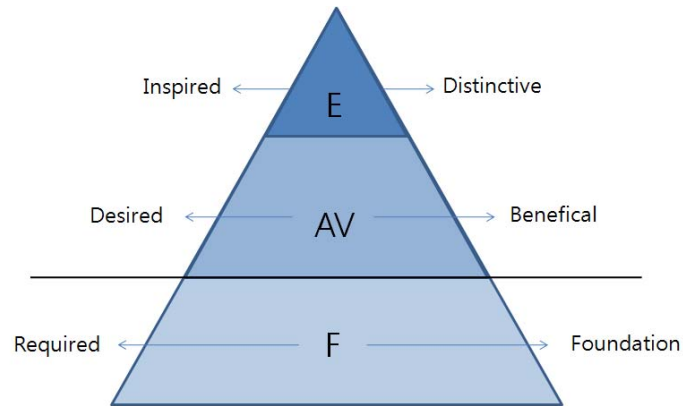 Inspired
E
Distinctive
Desired
AV
Benefical
Required
F
Foundation